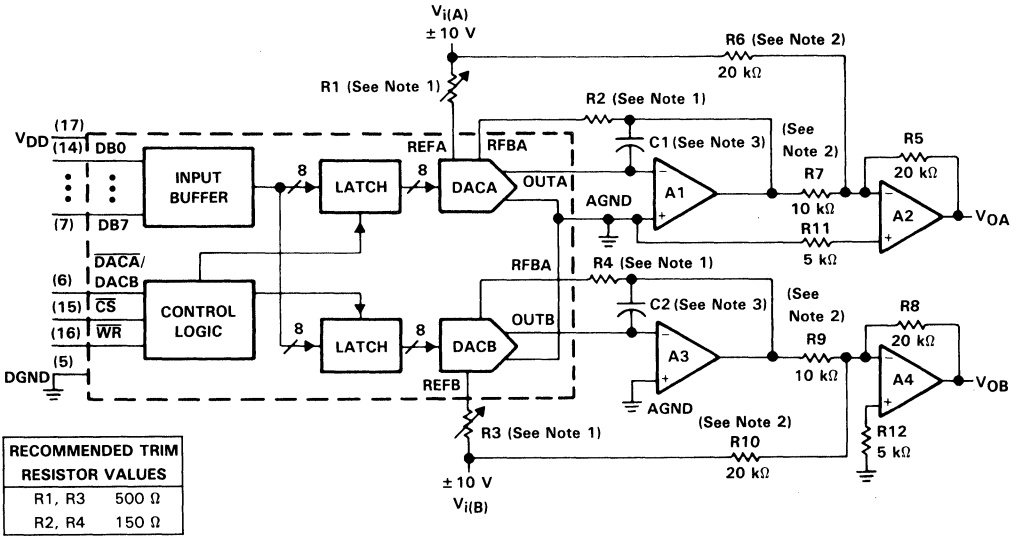 Vi(A)
± 10 V
R6 (See Note 2)
20 kΩ
R1 (See Note 1)
R2 (See Note 1)
VDD
(17)
(14)
DB0
REFA
RFBA
C1 (See Note 3)
(See
Note 2)
R5
20 kΩ
INPUT
BUFFER
8
LATCH
8
DACA
OUTA
−
A1
+
R7
10 kΩ
−
A2
+
VOA
AGND
R11
5 kΩ
(7)
DB7
DACA/
DACB
(6)
(15)
CS
(16)
WR
(5)
DGND
CONTROL
LOGIC
RFBA
R4 (See Note 1)
C2 (See Note 3)
(See
Note 2)
R8
20 kΩ
OUTB
8
LATCH
8
DACB
−
A3
+
R9
10 kΩ
−
A4
+
VOB
REFB
AGND
R3 (See Note 1)
(See Note 2)
R10
20 kΩ
R12
5 kΩ
± 10 V
Vi(B)
RECOMMENDED TRIM
RESISTOR VALUES
R1, R3 500 Ω
R2, R4 150 Ω